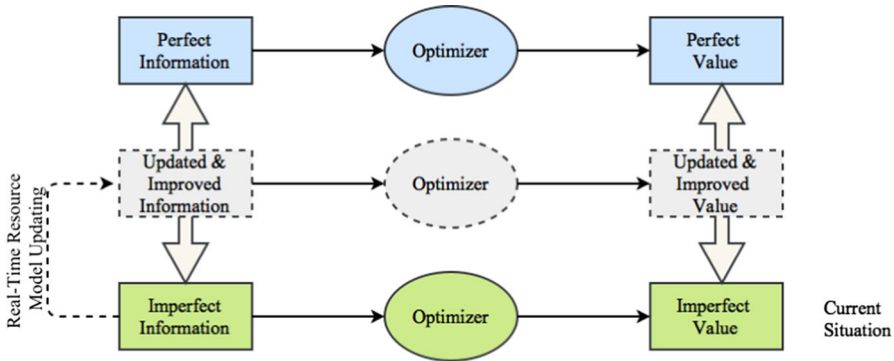 Perfect
Information
Optimizer
Perfect
Value
Updated &
Improved
Information
Optimizer
Updated &
Improved
Value
Real-Time Resource
Model Updating
Imperfect
Information
Optimizer
Imperfect
Value
Current
Situation